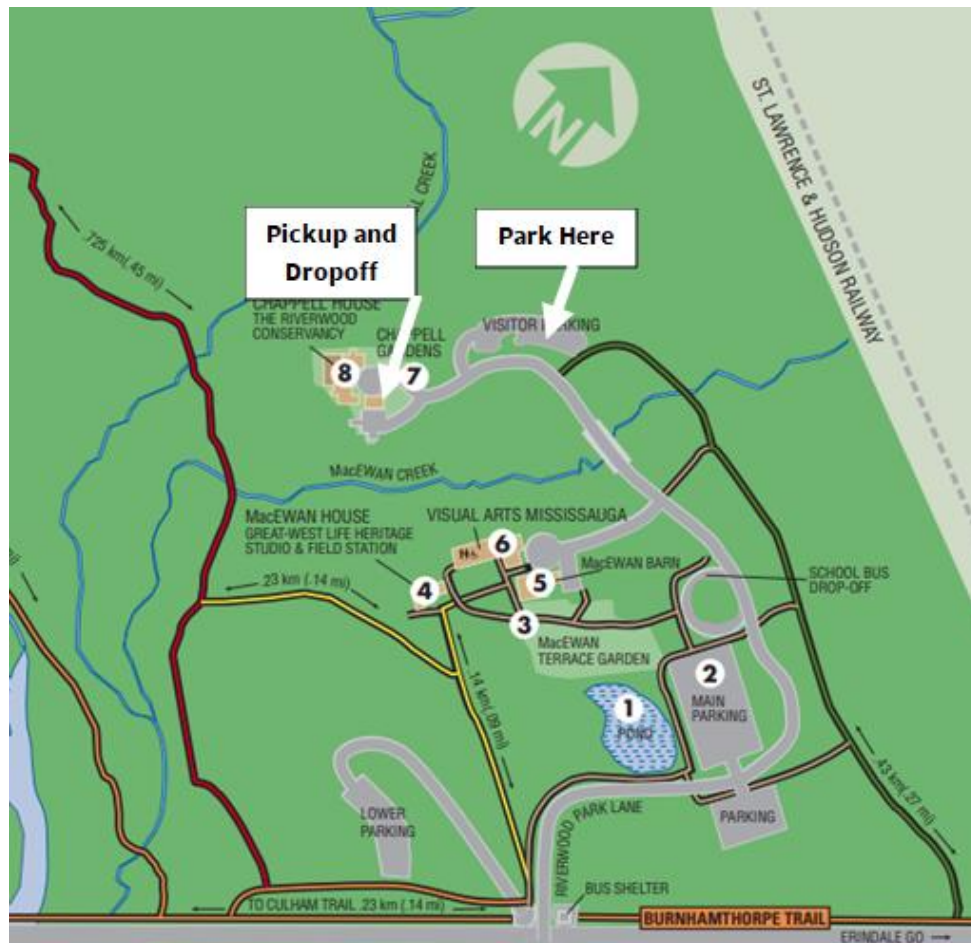 N
ST. LAWRENCE & HUDSON RAILWAY
CREEK
Pickup and
Dropoff
Park Here
.725 km(.45 mi)
CHAPPELL HOUSE
THE RIVERWOOD
CONSERVANCY
CHAPPELL
GARDENS
VISITOR PARKING
8
7
MacEWAN CREEK
MacEWAN HOUSE
GREAT-WEST LIFE HERITAGE
STUDIO & FIELD STATION
VISUAL ARTS MISSISSAUGA
6
4
5
MacEWAN BARN
SCHOOL BUS
DROP-OFF
.23 km (.14 mi)
3
MacEWAN
TERRACE GARDEN
2
MAIN
PARKING
1
POND
.14 km(.09 mi)
.43 km(.27 mi)
LOWER
PARKING
RIVERWOOD PARK LANE
PARKING
BUS SHELTER
TO CULHAM TRAIL .23 km (.14 mi)
BURNHAMTHORPE TRAIL
ERINDALE GO